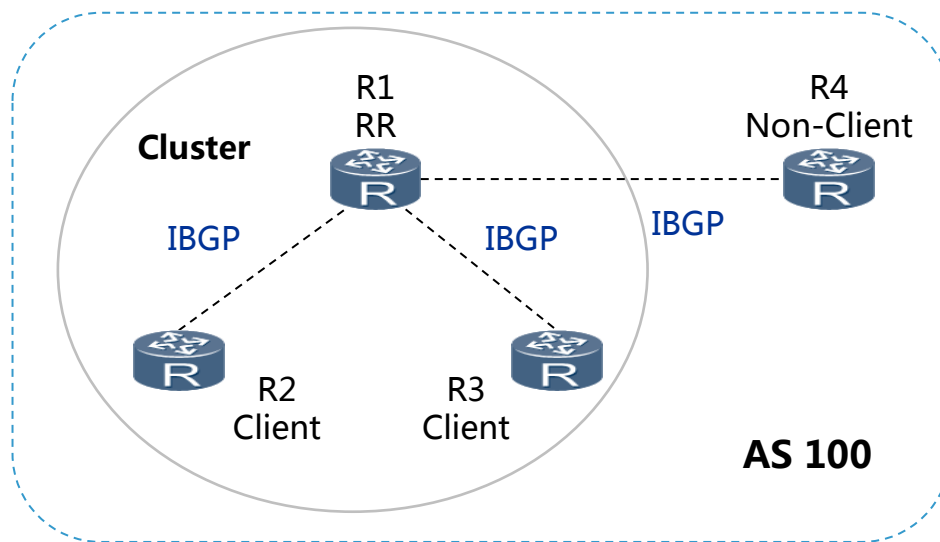 R1
RR
R4
Non-Client
Cluster
R
R
IBGP
IBGP
IBGP
R
R
R2
Client
R3
Client
AS 100